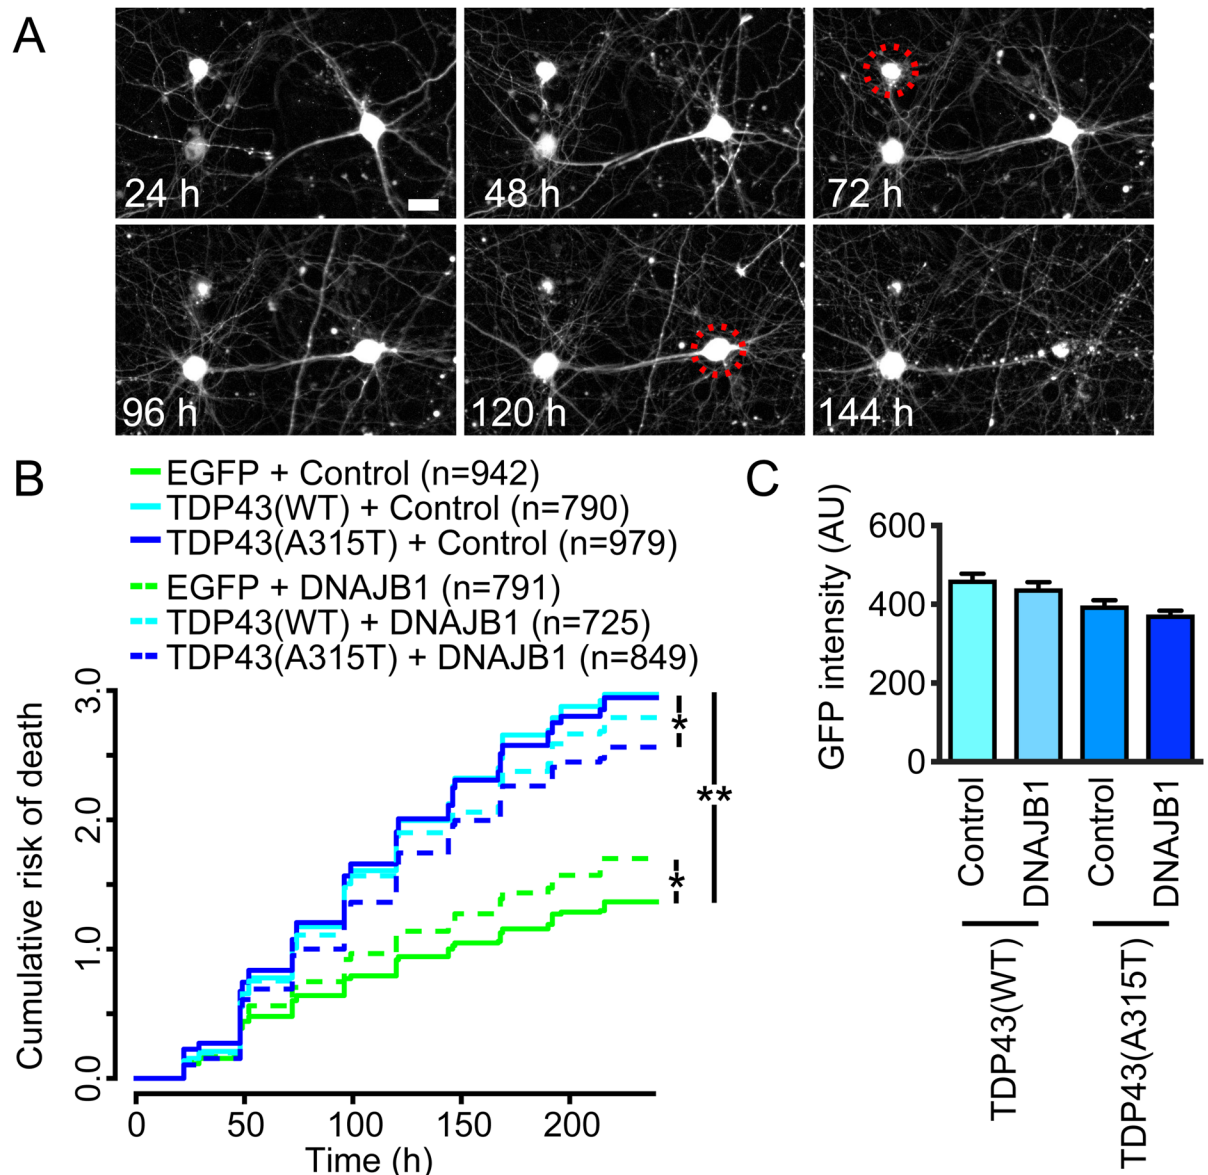 A
24 h
48 h
72 h
96 h
120 h
144 h
B
EGFP + Control (n=942)
TDP43(WT) + Control (n=790)
TDP43(A315T) + Control (n=979)
EGFP + DNAJB1 (n=791)
TDP43(WT) + DNAJB1 (n=725)
TDP43(A315T) + DNAJB1 (n=849)
Cumulative risk of death
3.0
2.0
1.0
0.0
*
**
*
0
50
100
150
200
Time (h)
C
GFP intensity (AU)
600
400
200
0
Control
DNAJB1
Control
DNAJB1
TDP43(WT)
TDP43(A315T)